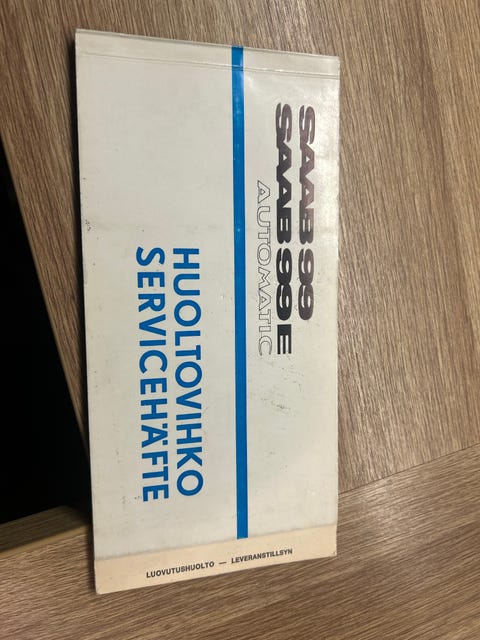 SAAB 99
SAAB 99 E
AUTOMATIC
HUOLTOVIHKO
SERVICEHÄFTE
LUOVUTUSHUOLTO — LEVERANSTILLSYN